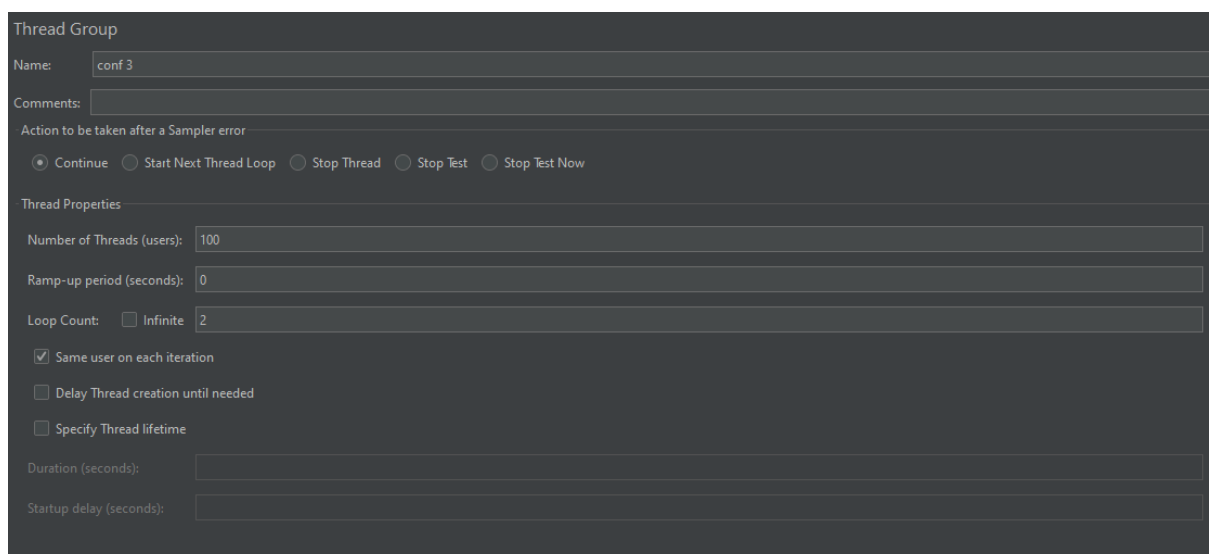 Thread Group
Name: conf 3
Comments:
Action to be taken after a Sampler error
Continue Start Next Thread Loop Stop Thread Stop Test Stop Test Now
Thread Properties
Number of Threads (users): 100
Ramp-up period (seconds): 0
Loop Count: Infinite 2
Same user on each iteration
Delay Thread creation until needed
Specify Thread lifetime
Duration (seconds):
Startup delay (seconds):